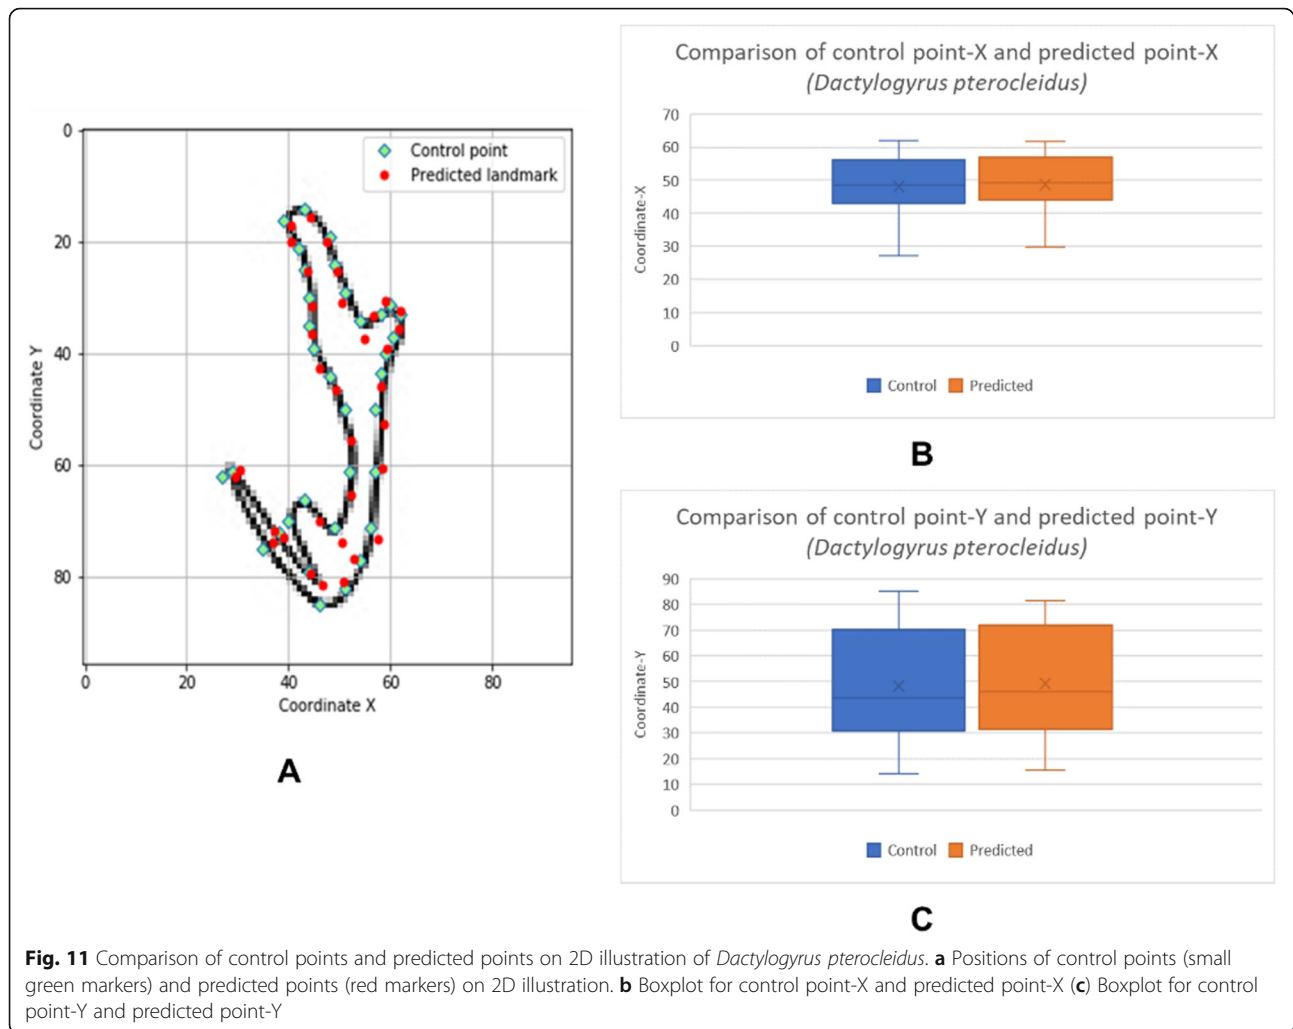 0
20
40
60
80
Coordinate Y
Control point
Predicted landmark
0
20
40
60
80
Coordinate X
A
Comparison of control point-X and predicted point-X
(Dactylogyrus pterocleidus)
70
60
50
40
30
20
10
0
Coordinate-X
Control
Predicted
B
Comparison of control point-Y and predicted point-Y
(Dactylogyrus pterocleidus)
90
80
70
60
50
40
30
20
10
0
Coordinate-Y
Control
Predicted
C
Fig. 11 Comparison of control points and predicted points on 2D illustration of Dactylogyrus pterocleidus. a Positions of control points (small
green markers) and predicted points (red markers) on 2D illustration. b Boxplot for control point-X and predicted point-X (c) Boxplot for control
point-Y and predicted point-Y